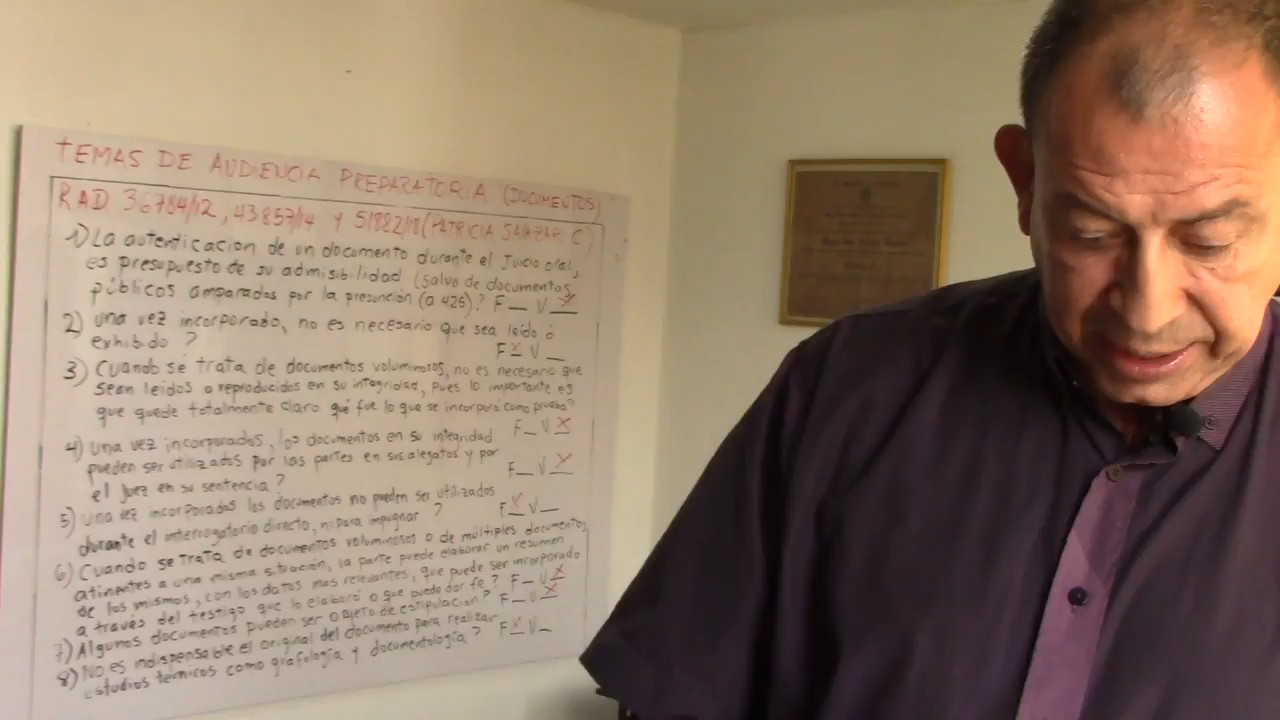 TEMAS DE AUDIENCIA PREPARATORIA (DOCUMENTOS)
RAD. 36784/12, 43857/14 Y 51882/18 (PATRICIA SALAZAR C)
1) La autenticacion de un documento durante el Juicio oral,
es presupuesto de su admisibilidad (salvo de documentos
públicos amparados por la presunción (a 425)? F__ V X
2) una vez incorporado, no es necesario que sea leído ó
exhibido ?
F X V __
3) Cuando se trata de documentos voluminosos, no es necesario que
sean leidos o reproducidos en su integridad, pues lo importante es
que quede totalmente claro qué fue lo que se incorporó como prueba?
F__ V X
4) una vez incorporados, los documentos en su integridad
pueden ser utilizados por las partes en sus alegatos y por
el Juez en su sentencia ?
F__ V X
5) una vez incorporados los documentos no pueden ser utilizados
durante el interrogatorio directo, ni para impugnar ?
F X V __
6) Cuando se trata de documentos voluminosos o de múltiples documentos
atinentes a una misma situación, la parte puede elaborar un resumen
de los mismos, con los datos mas relevantes, que puede ser incorporado
a través del testigo que lo elaboró o que puede dar fe ? F__ V X
7) Algunos documentos pueden ser objeto de estipulación? F__ V X
8) No es indispensable el original del documento para realizar
estudios técnicos como grafología y documentología ? F X V __